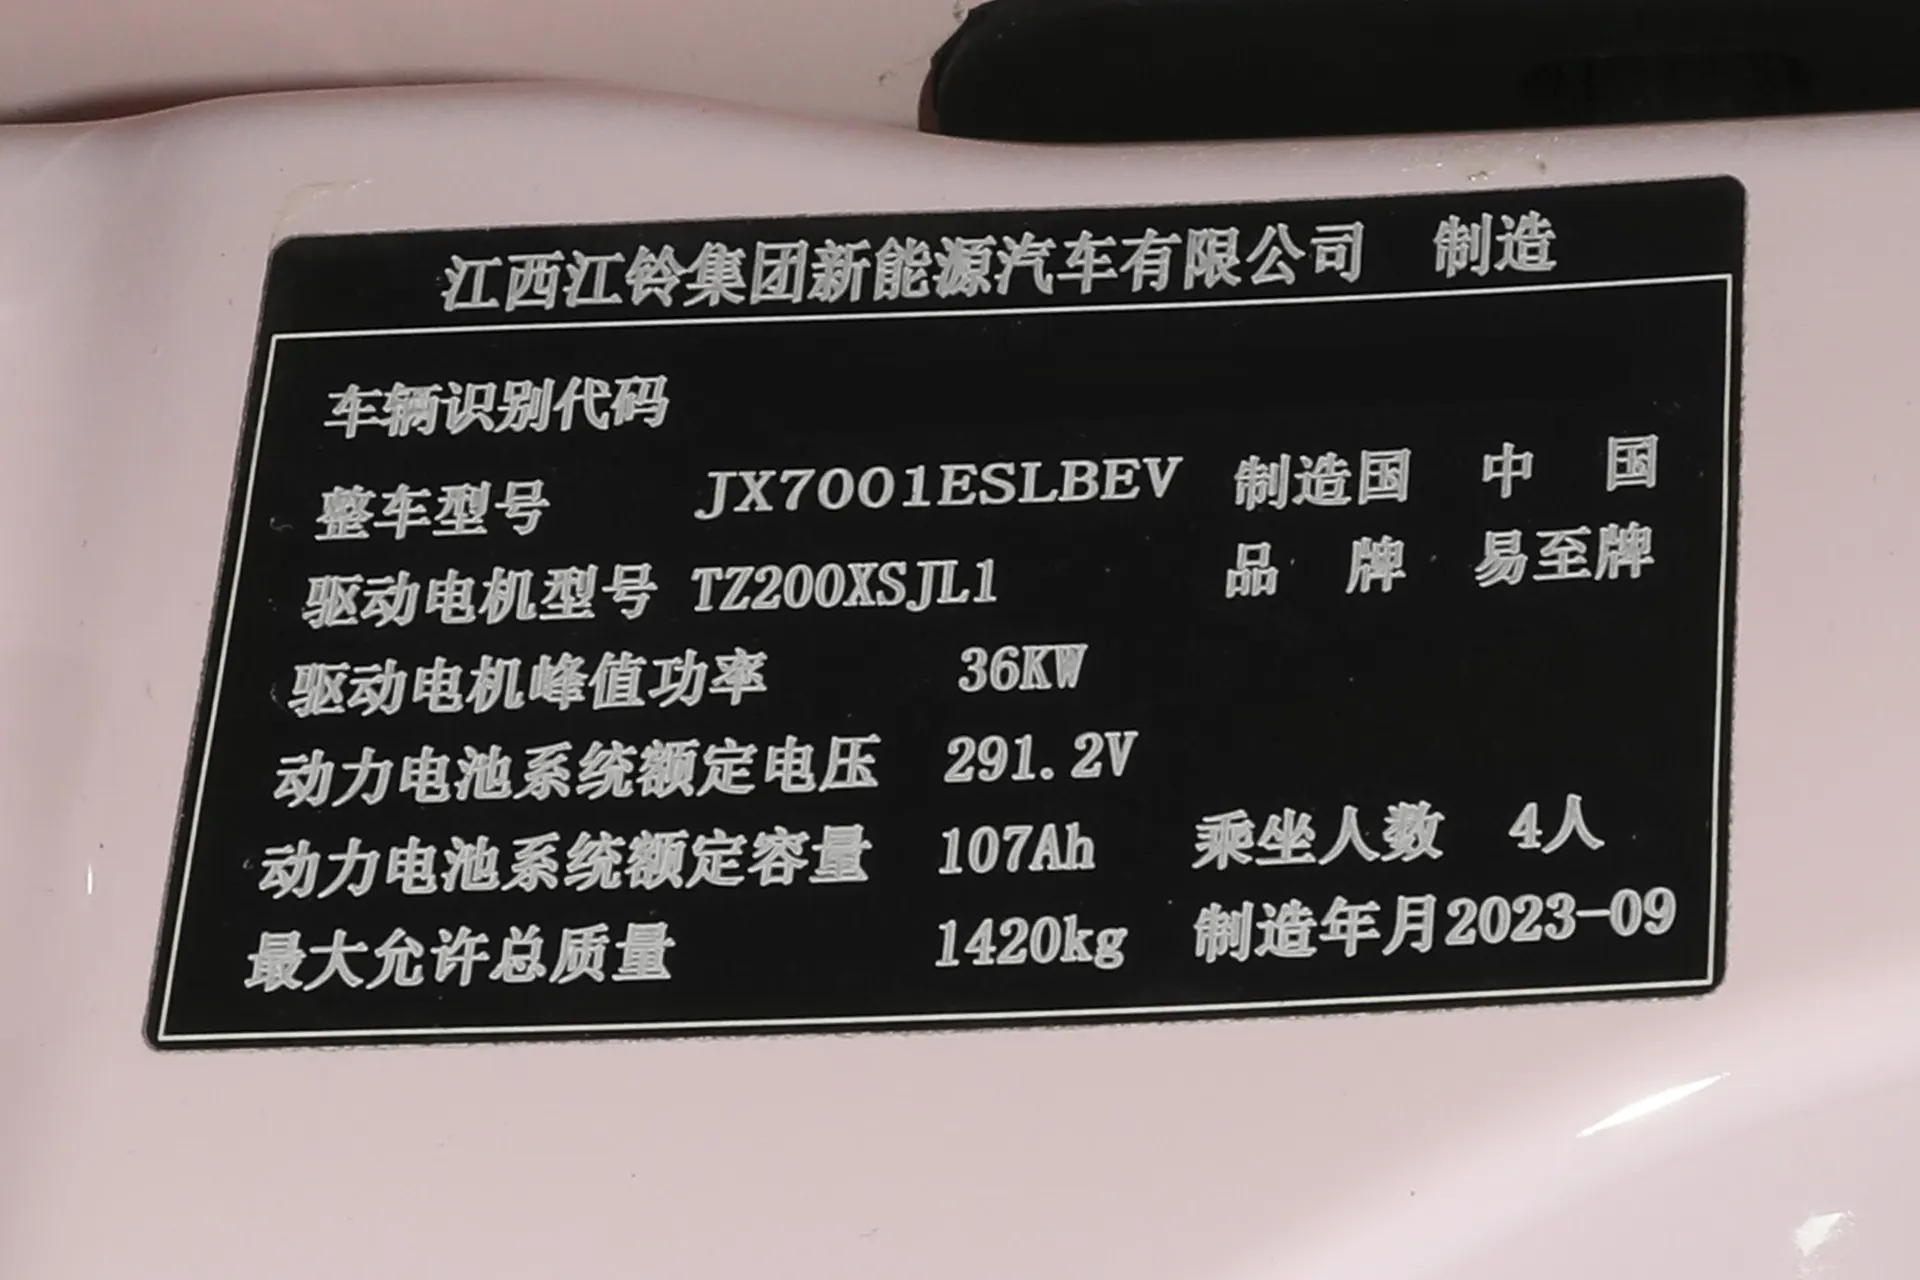 江西江铃集团新能源汽车有限公司 制造
车辆识别代码
整车型号 JX7001ESLBEV 制造国 中 国
驱动电机型号 TZ200XSJL1 品 牌 易至牌
驱动电机峰值功率 36KW
动力电池系统额定电压 291.2V
动力电池系统额定容量 107Ah 乘坐人数 4人
最大允许总质量 1420kg 制造年月2023-09